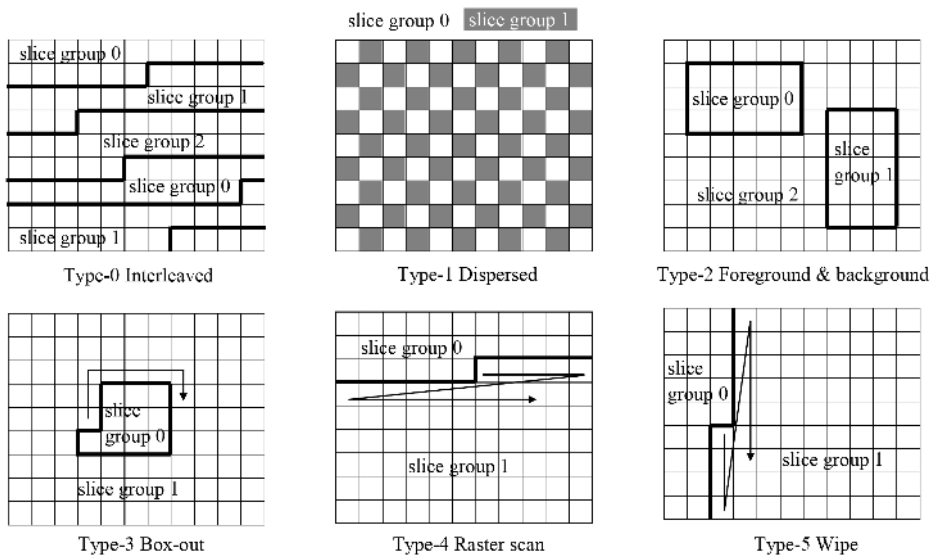 slice group 0 slice group 1
slice group 0
slice group 1
slice group 2
slice group 0
slice group 1
Type-0 Interleaved
Type-1 Dispersed
slice group 0
slice
group 1
slice group 2
Type-2 Foreground & background
slice
group 0
slice group 1
Type-3 Box-out
slice group 0
slice group 1
Type-4 Raster scan
slice
group 0
slice group 1
Type-5 Wipe